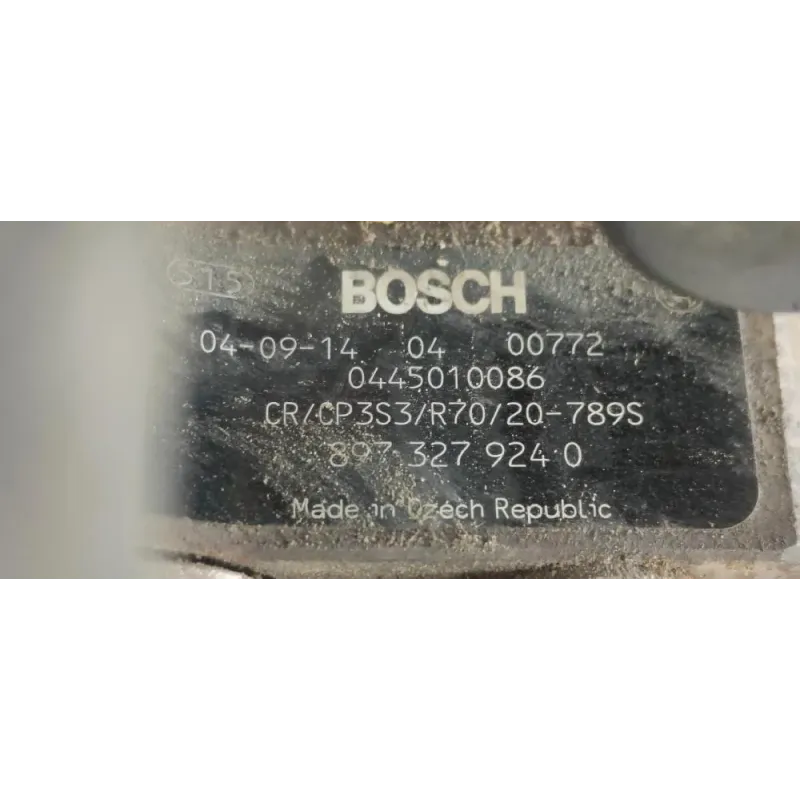 515
BOSCH
04-09-14 04 00772
0445010086
CR/CP3S3/R70/20-789S
897 327 924 0
Made in Czech Republic